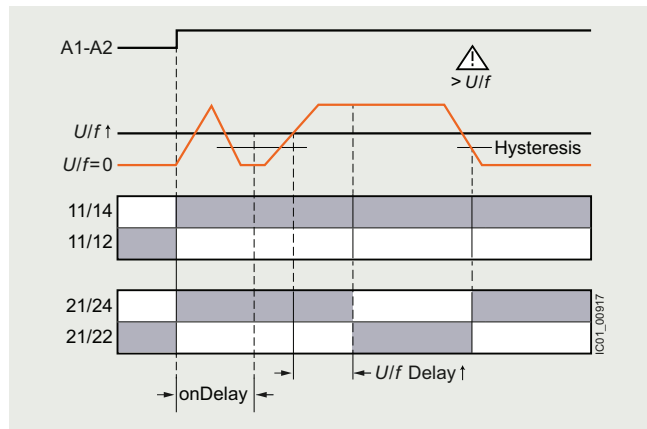 A1-A2
> U/f
U/f ↑
Hysteresis
U/f=0
11/14
11/12
21/24
21/22
IC01_00917
U/f Delay ↑
onDelay